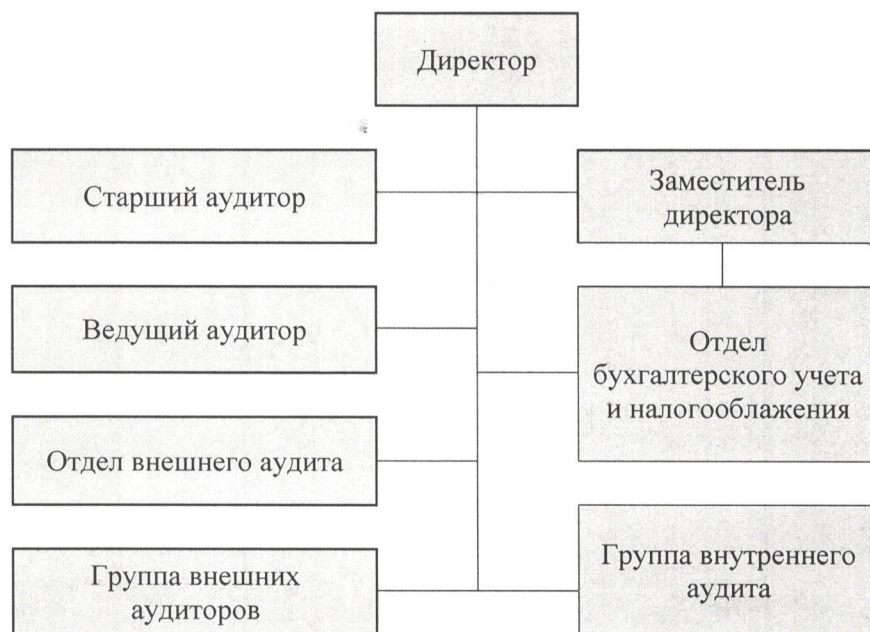 Директор
Старший аудитор
Заместитель
директора
Ведущий аудитор
Отдел
бухгалтерского учета
и налогооблажения
Отдел внешнего аудита
Группа внешних
аудиторов
Группа внутреннего
аудита